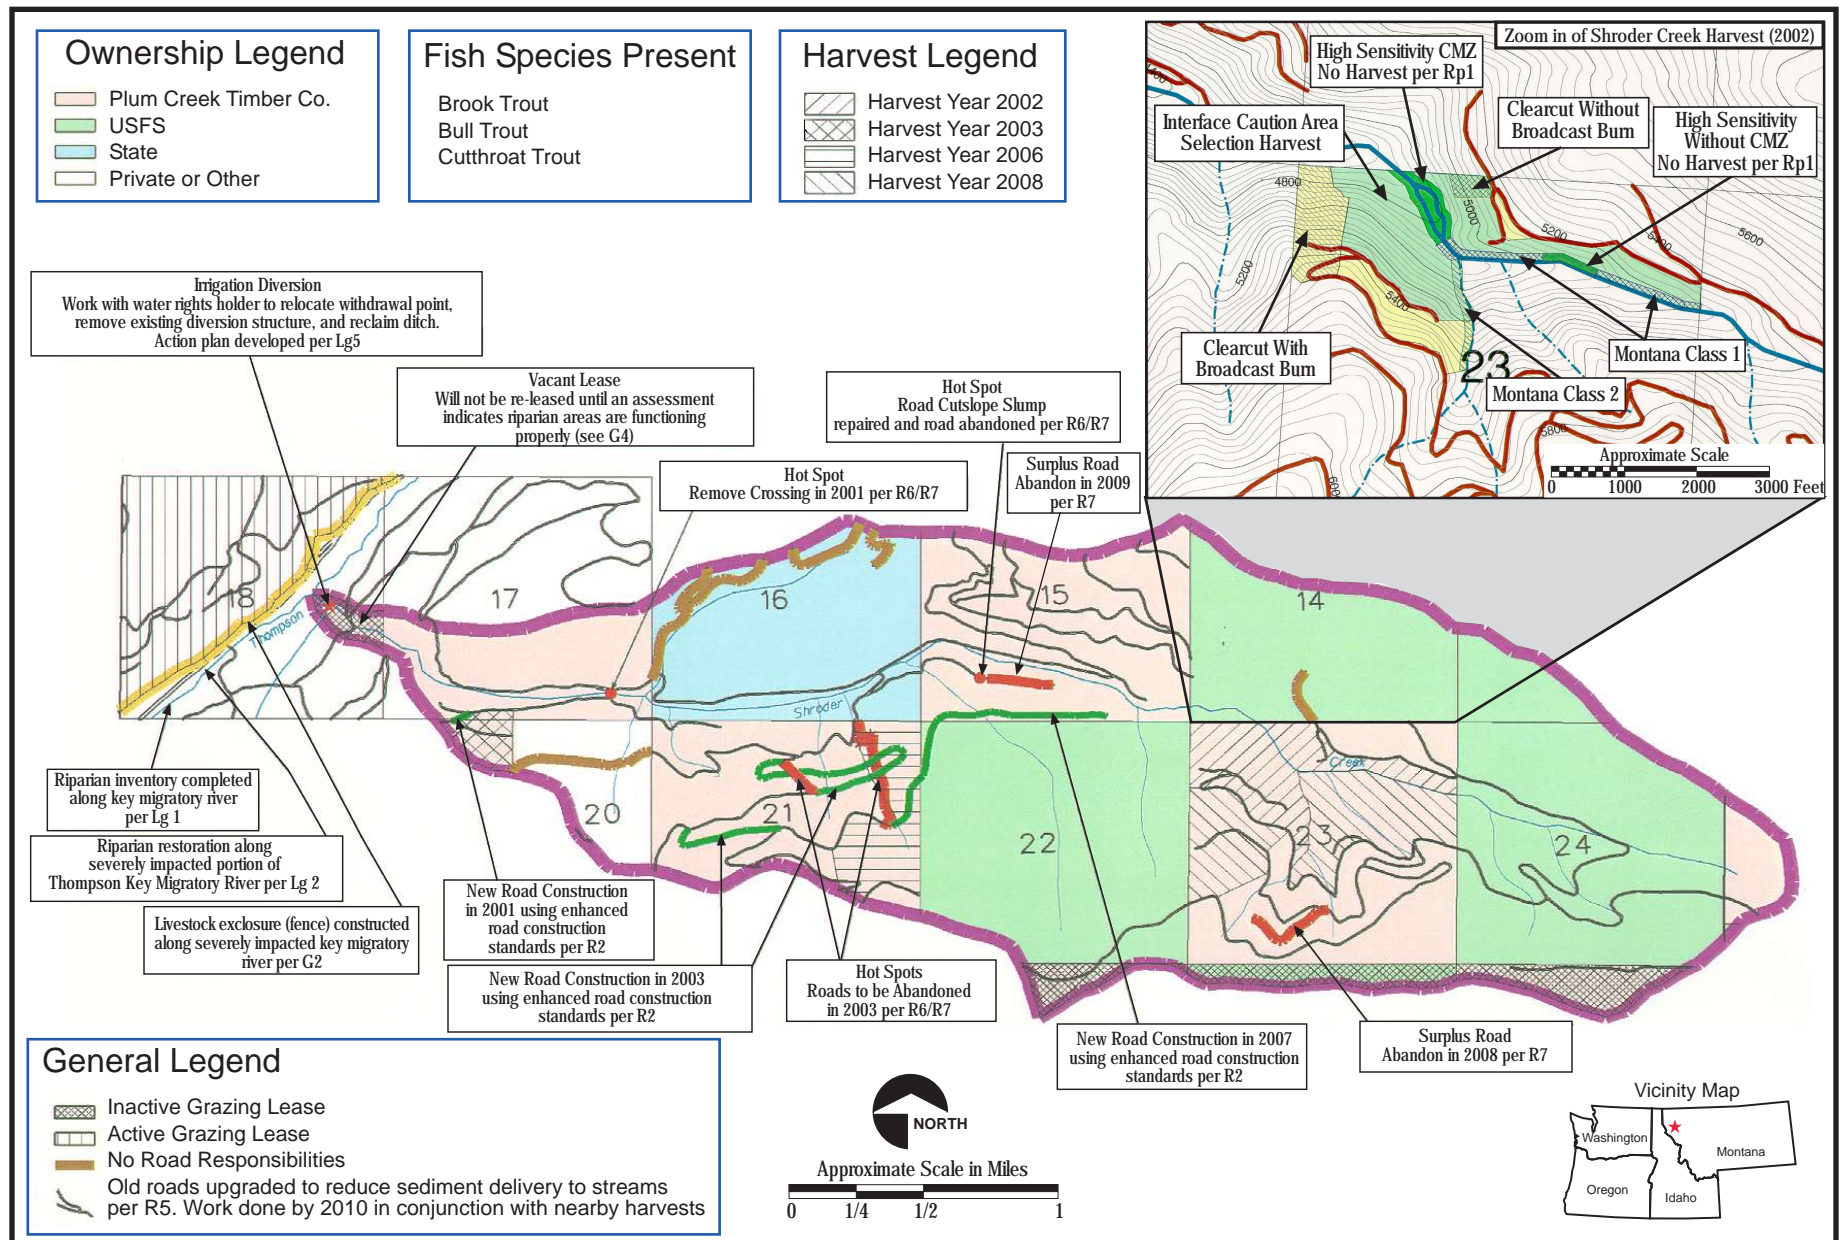 Ownership Legend
Plum Creek Timber Co.
USFS
State
Private or Other
Fish Species Present
Brook Trout
Bull Trout
Cutthroat Trout
Harvest Legend
Harvest Year 2002
Harvest Year 2003
Harvest Year 2006
Harvest Year 2008
Zoom in of Shroder Creek Harvest (2002)
High Sensitivity CMZ
No Harvest per Rp1
Clearcut Without
Broadcast Burn
High Sensitivity
Without CMZ
No Harvest per Rp1
Interface Caution Area
Selection Harvest
4800
5000
5200
5400
5600
5200
5400
Clearcut With
Broadcast Burn
23
Montana Class 1
Montana Class 2
5800
Approximate Scale
0 1000 2000 3000 Feet
Irrigation Diversion
Work with water rights holder to relocate withdrawal point,
remove existing diversion structure, and reclaim ditch.
Action plan developed per Lg5
Vacant Lease
Will not be re-leased until an assessment
indicates riparian areas are functioning
properly (see G4)
Hot Spot
Road Cutslope Slump
repaired and road abandoned per R6/R7
Hot Spot
Remove Crossing in 2001 per R6/R7
Surplus Road
Abandon in 2009
per R7
18
17
16
15
14
Thompson
Shroder
Creek
20
21
22
23
24
Riparian inventory completed
along key migratory river
per Lg 1
Riparian restoration along
severely impacted portion of
Thompson Key Migratory River per Lg 2
Livestock exclosure (fence) constructed
along severely impacted key migratory
river per G2
New Road Construction
in 2001 using enhanced
road construction
standards per R2
New Road Construction in 2003
using enhanced road construction
standards per R2
Hot Spots
Roads to be Abandoned
in 2003 per R6/R7
New Road Construction in 2007
using enhanced road construction
standards per R2
Surplus Road
Abandon in 2008 per R7
General Legend
Inactive Grazing Lease
Active Grazing Lease
No Road Responsibilities
Old roads upgraded to reduce sediment delivery to streams
per R5. Work done by 2010 in conjunction with nearby harvests
NORTH
Approximate Scale in Miles
0 1/4 1/2 1
Vicinity Map
Washington
Montana
Oregon
Idaho